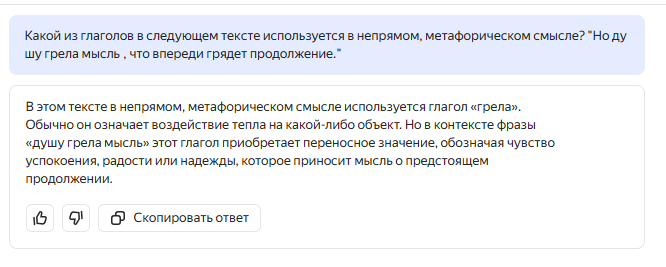 Какой из глаголов в следующем тексте используется в непрямом, метафорическом смысле? "Но ду
шу грела мысль , что впереди грядет продолжение."
В этом тексте в непрямом, метафорическом смысле используется глагол «грела».
Обычно он означает воздействие тепла на какой-либо объект. Но в контексте фразы
«душу грела мысль» этот глагол приобретает переносное значение, обозначая чувство
успокоения, радости или надежды, которое приносит мысль о предстоящем
продолжении.
Скопировать ответ